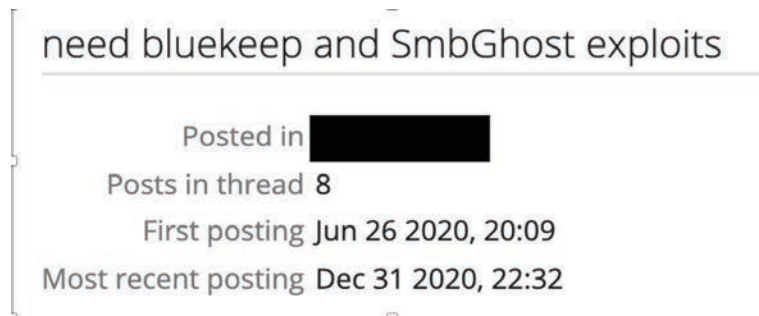 need bluekeep and SmbGhost exploits
Posted in
Posts in thread 8
First posting Jun 26 2020, 20:09
Most recent posting Dec 31 2020, 22:32